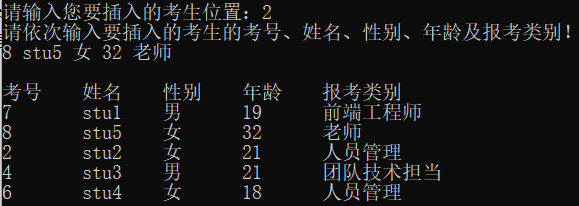 请输入您要插入的考生位置：2
请依次输入要插入的考生的考号、姓名、性别、年龄及报考类别！
8 stu5 女 32 老师
考号 姓名 性别 年龄 报考类别
7 stu1 男 19 前端工程师
8 stu5 女 32 老师
2 stu2 女 21 人员管理
4 stu3 男 21 团队技术担当
6 stu4 女 18 人员管理